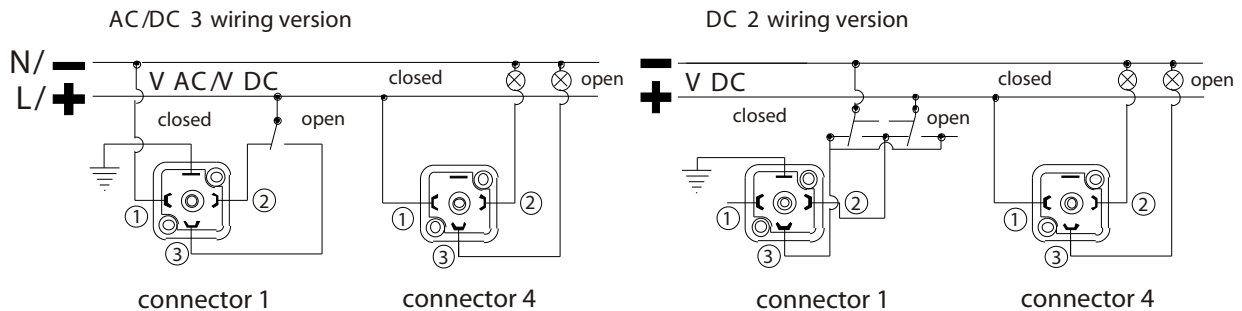 AC/DC 3 wiring version
DC 2 wiring version
N/ −
V AC/V DC
closed
open
L/ +
closed
open
1
2
3
1
2
3
connector 1
connector 4
−
V DC
closed
open
+
closed
open
1
2
3
1
2
3
connector 1
connector 4